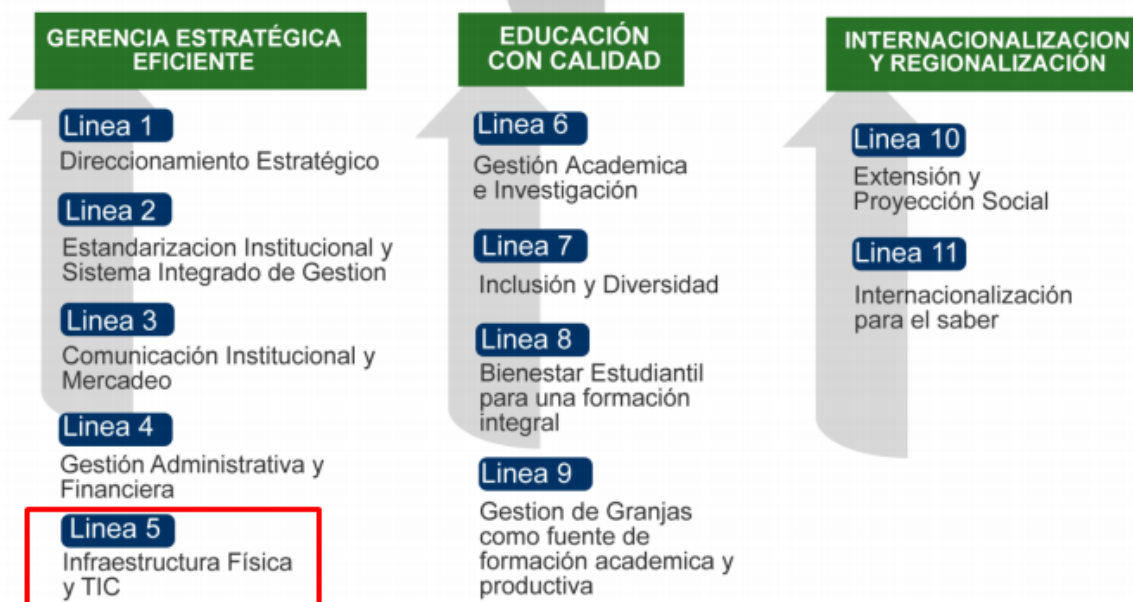 GERENCIA ESTRATÉGICA
EFICIENTE
Linea 1
Direccionamiento Estratégico
Linea 2
Estandarizacion Institucional y
Sistema Integrado de Gestion
Linea 3
Comunicación Institucional y
Mercadeo
Linea 4
Gestión Administrativa y
Financiera
Linea 5
Infraestructura Física
y TIC
EDUCACIÓN
CON CALIDAD
Linea 6
Gestión Academica
e Investigación
Linea 7
Inclusión y Diversidad
Linea 8
Bienestar Estudiantil
para una formación
integral
Linea 9
Gestion de Granjas
como fuente de
formación academica y
productiva
INTERNACIONALIZACION
Y REGIONALIZACIÓN
Linea 10
Extensión y
Proyección Social
Linea 11
Internacionalización
para el saber